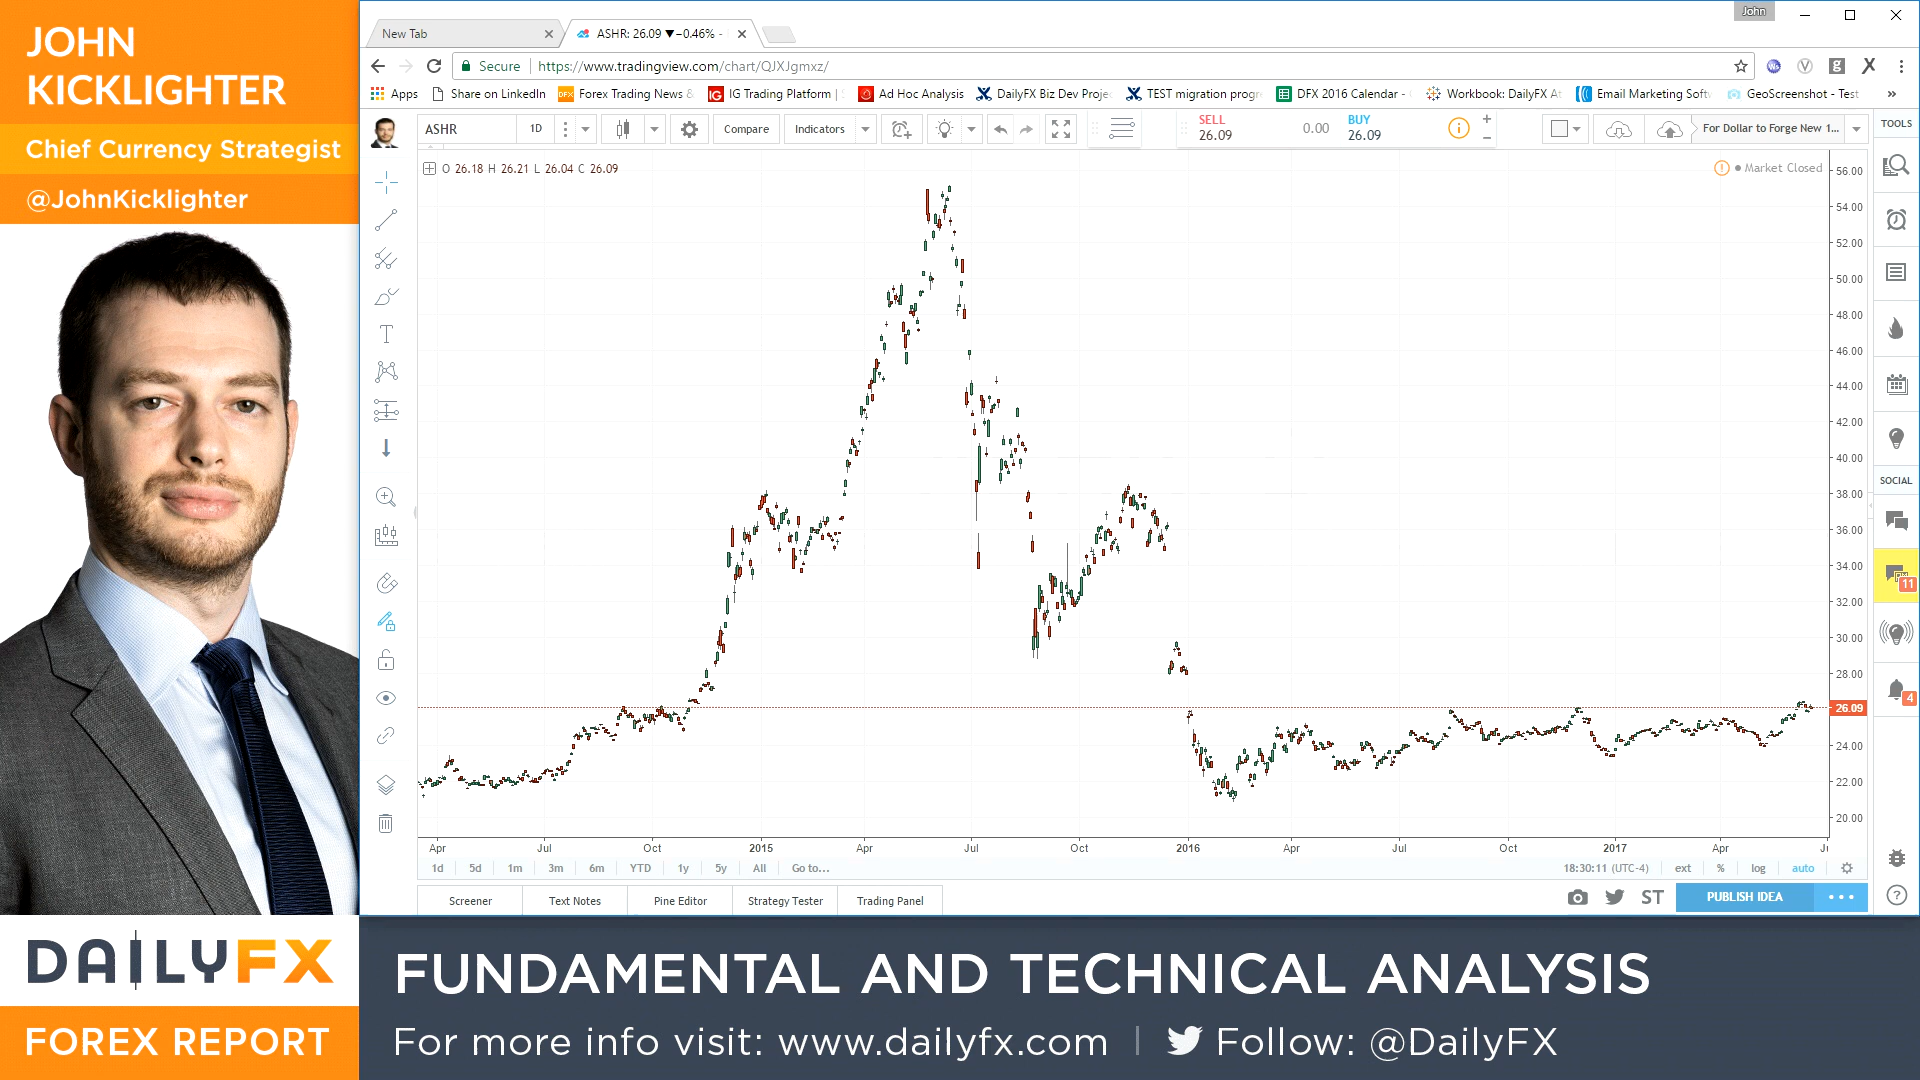 JOHN
KICKLIGHTER
Chief Currency Strategist
@JohnKicklighter
DAILYFX
FOREX REPORT
John
New Tab
ASHR: 26.09 ▼−0.46% -
Secure
https://www.tradingview.com/chart/QJXJgmxz/
Apps
Share on LinkedIn
DFX
Forex Trading News &
IG
IG Trading Platform |
Ad Hoc Analysis
DailyFX Biz Dev Proje
TEST migration progr
DFX 2016 Calendar -
Workbook: DailyFX At
Email Marketing Soft
GeoScreenshot - Test
»
ASHR
1D
Compare
Indicators
SELL
26.09
0.00
BUY
26.09
For Dollar to Forge New 1...
TOOLS
O 26.18 H 26.21 L 26.04 C 26.09
Market Closed
56.00
54.00
52.00
50.00
48.00
46.00
44.00
42.00
40.00
38.00
36.00
34.00
32.00
30.00
28.00
26.09
24.00
22.00
20.00
SOCIAL
11
4
Apr
Jul
Oct
2015
Apr
Jul
Oct
2016
Apr
Jul
Oct
2017
Apr
1d
5d
1m
3m
6m
YTD
1y
5y
All
Go to...
18:30:11 (UTC-4)
ext
%
log
auto
Screener
Text Notes
Pine Editor
Strategy Tester
Trading Panel
ST
PUBLISH IDEA
FUNDAMENTAL AND TECHNICAL ANALYSIS
For more info visit: www.dailyfx.com | Follow: @DailyFX